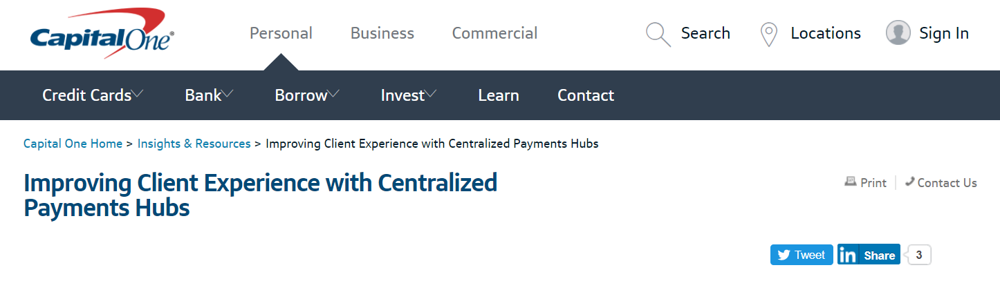 CapitalOne®
Personal Business Commercial Search Locations Sign In
Credit Cards Bank Borrow Invest Learn Contact
Capital One Home > Insights & Resources > Improving Client Experience with Centralized Payments Hubs
Improving Client Experience with Centralized
Payments Hubs
Print Contact Us
Tweet in Share 3